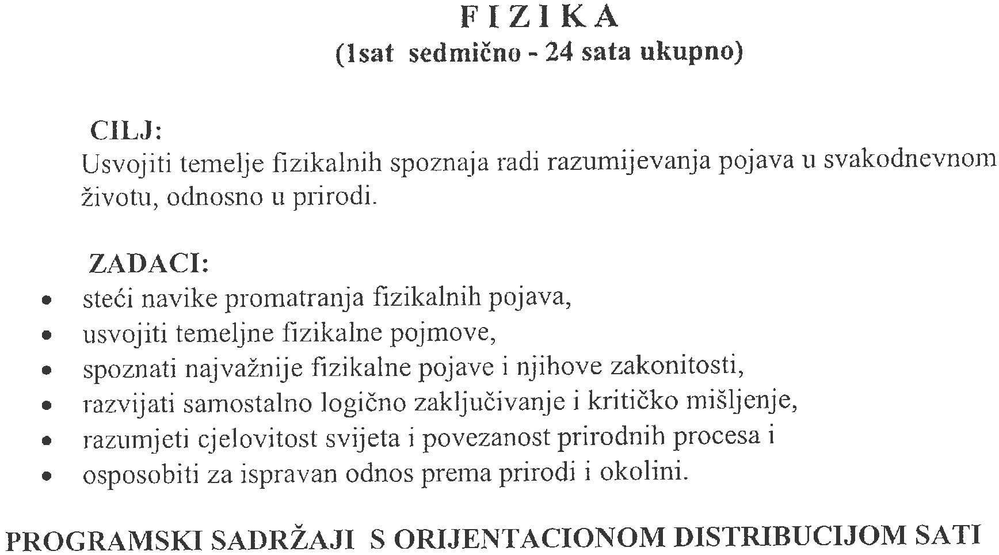 F I Z I K A
(1sat sedmično - 24 sata ukupno)
CILJ:
Usvojiti temelje fizikalnih spoznaja radi razumijevanja pojava u svakodnevnom
životu, odnosno u prirodi.
ZADACI:
• steći navike promatranja fizikalnih pojava,
• usvojiti temeljne fizikalne pojmove,
• spoznati najvažnije fizikalne pojave i njihove zakonitosti,
• razvijati samostalno logično zaključivanje i kritičko mišljenje,
• razumjeti cjelovitost svijeta i povezanost prirodnih procesa i
• osposobiti za ispravan odnos prema prirodi i okolini.
PROGRAMSKI SADRŽAJI S ORIJENTACIONOM DISTRIBUCIJOM SATI